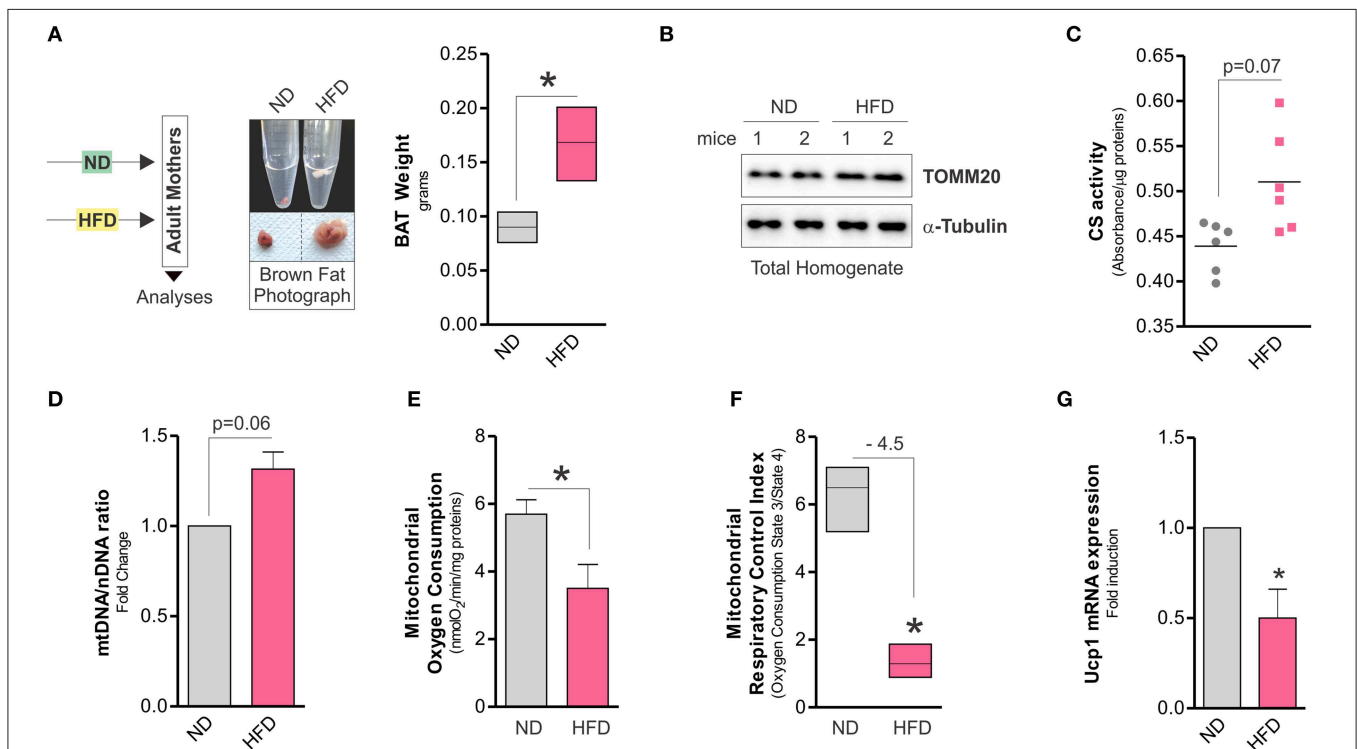 A
ND
HFD
Adult Mothers
Analyses
ND
HFD
Brown Fat
Photograph
BAT Weight
grams
0.25
0.20
0.15
0.10
0.05
0.00
*
ND
HFD
B
ND
HFD
mice
1
2
1
2
TOMM20
α-Tubulin
Total Homogenate
C
CS activity
(Absorbance/µg proteins)
0.65
0.60
0.55
0.50
0.45
0.40
0.35
p=0.07
ND
HFD
D
mtDNA/nDNA ratio
Fold Change
1.5
1.0
0.5
0.0
p=0.06
ND
HFD
E
Mitochondrial
Oxygen Consumption
(nmolO₂/min/mg proteins)
8
6
4
2
0
*
ND
HFD
F
Mitochondrial
Respiratory Control Index
(Oxygen Consumption State 3/State 4)
8
6
4
2
0
- 4.5
*
ND
HFD
G
Ucp1 mRNA expression
Fold induction
1.5
1.0
0.5
0.0
*
ND
HFD